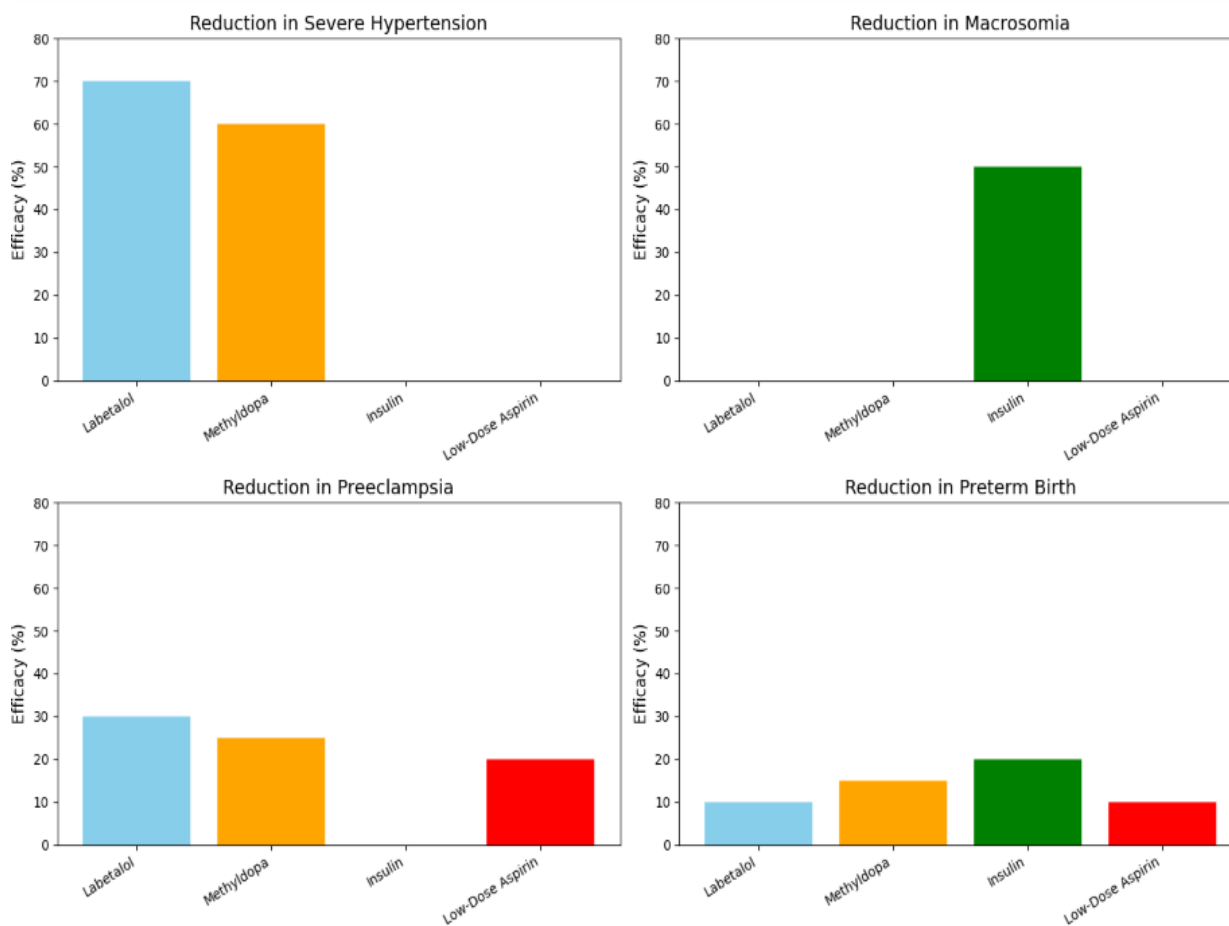 Reduction in Severe Hypertension
Efficacy (%)
80
70
60
50
40
30
20
10
0
Labetalol
Methyldopa
Insulin
Low-Dose Aspirin
Reduction in Macrosomia
Efficacy (%)
80
70
60
50
40
30
20
10
0
Labetalol
Methyldopa
Insulin
Low-Dose Aspirin
Reduction in Preeclampsia
Efficacy (%)
80
70
60
50
40
30
20
10
0
Labetalol
Methyldopa
Insulin
Low-Dose Aspirin
Reduction in Preterm Birth
Efficacy (%)
80
70
60
50
40
30
20
10
0
Labetalol
Methyldopa
Insulin
Low-Dose Aspirin